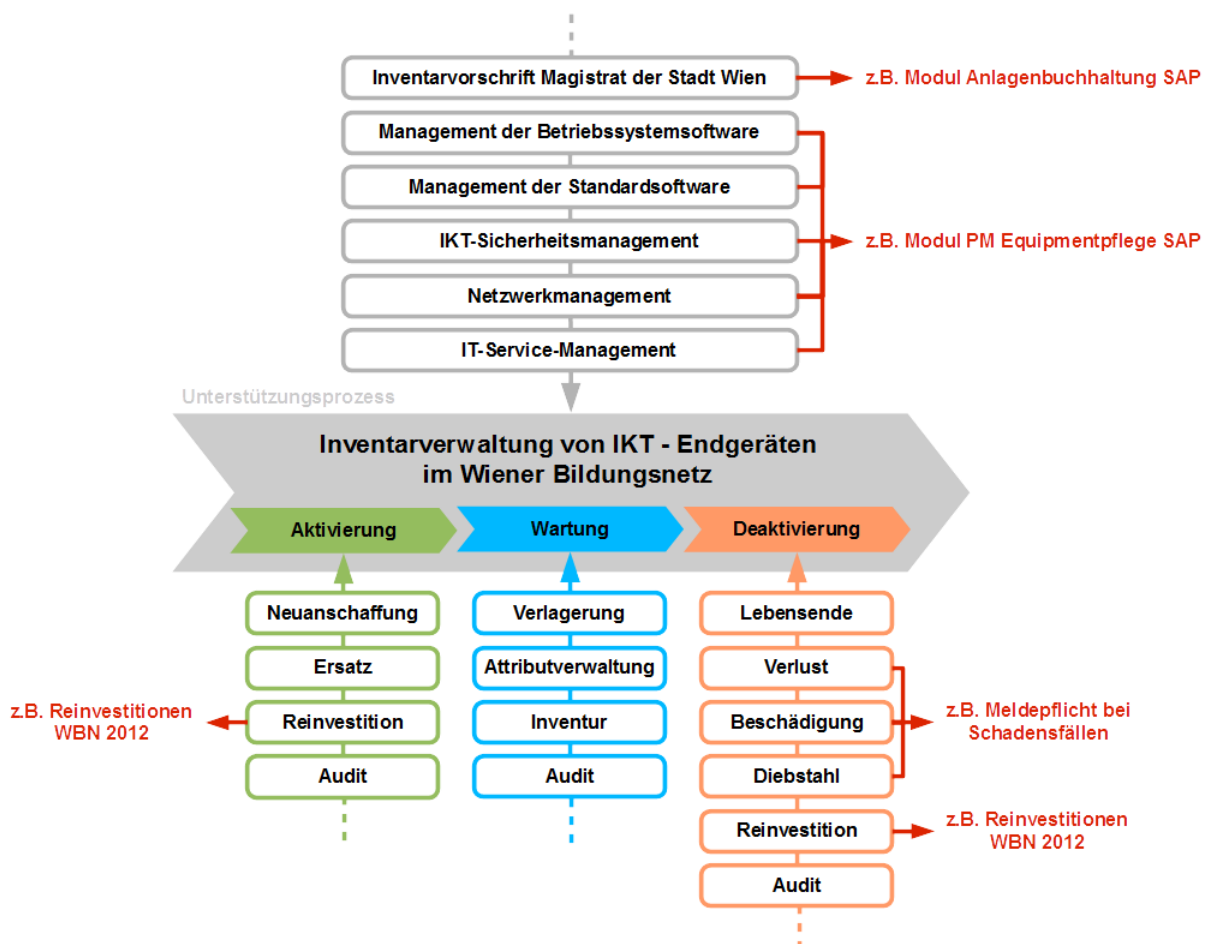 Inventarvorschrift Magistrat der Stadt Wien
z.B. Modul Anlagenbuchhaltung SAP
Management der Betriebssystemsoftware
Management der Standardsoftware
IKT-Sicherheitsmanagement
z.B. Modul PM Equipmentpflege SAP
Netzwerkmanagement
IT-Service-Management
Unterstützungsprozess
Inventarverwaltung von IKT - Endgeräten
im Wiener Bildungsnetz
Aktivierung
Wartung
Deaktivierung
Neuanschaffung
Ersatz
Reinvestition
z.B. Reinvestitionen
WBN 2012
Audit
Verlagerung
Attributverwaltung
Inventur
Audit
Lebensende
Verlust
Beschädigung
Diebstahl
z.B. Meldepflicht bei
Schadensfällen
Reinvestition
z.B. Reinvestitionen
WBN 2012
Audit